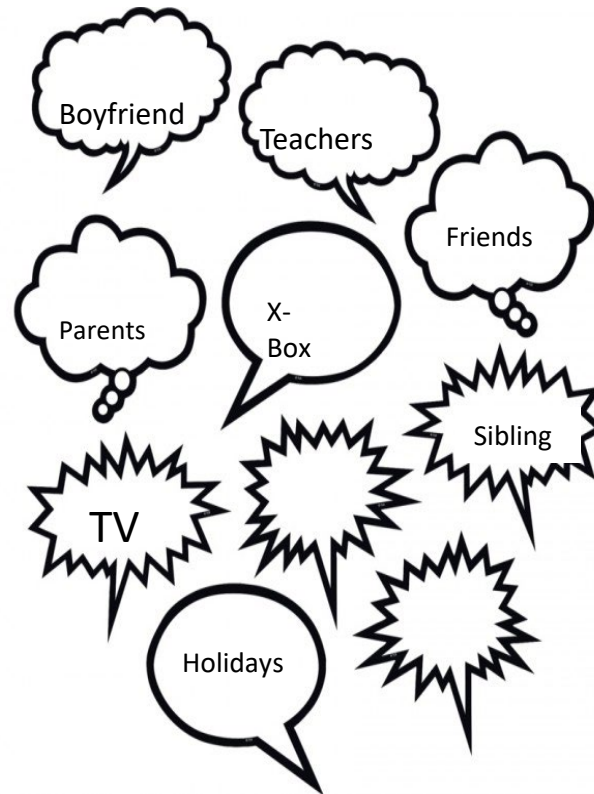 Boyfriend
Teachers
Friends
Parents
X-
Box
Sibling
TV
Holidays